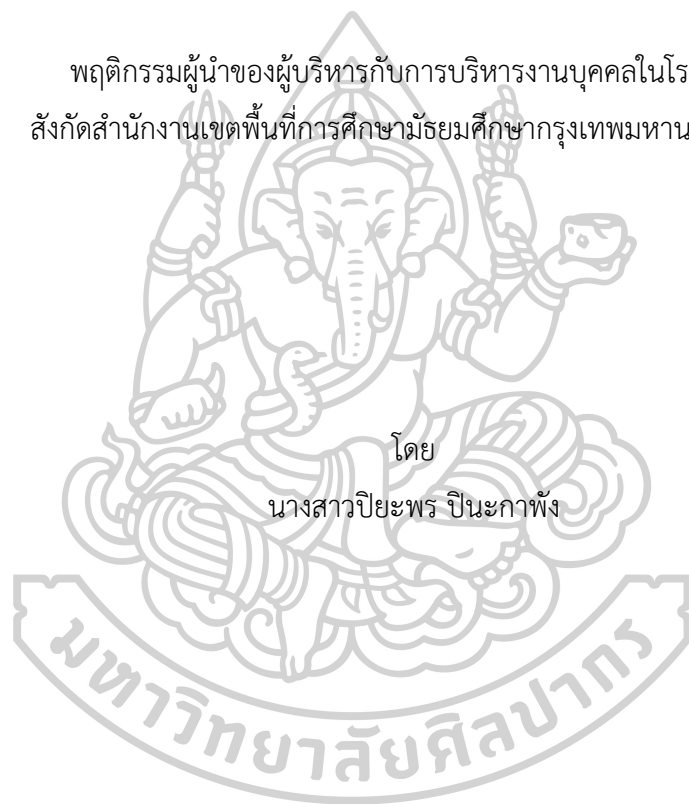 พฤติกรรมผู้นำของผู้บริหารกับการบริหารงานบุคคลในโร
สังกัดสำนักงานเขตพื้นที่การศึกษามัธยมศึกษากรุงเทพมหาน
โดย
นางสาวปิยะพร ปินะกาพัง
มหาวิทยาลัยศิลปากร